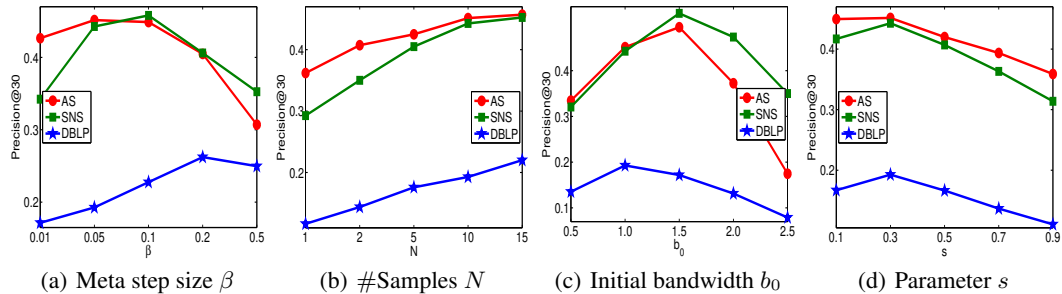 Precision@30
0.4
0.3
0.2
AS
SNS
DBLP
0.01 0.05 0.1 0.2 0.5
β
(a) Meta step size β
Precision@30
0.4
0.3
0.2
AS
SNS
DBLP
1 2 5 10 15
N
(b) #Samples N
Precision@30
0.4
0.2
0.1
AS
SNS
DBLP
0.5 1.0 1.5 2.0 2.5
b₀
(c) Initial bandwidth b₀
Precision@30
0.4
0.3
0.2
AS
SNS
DBLP
0.1 0.3 0.5 0.7 0.9
s
(d) Parameter s